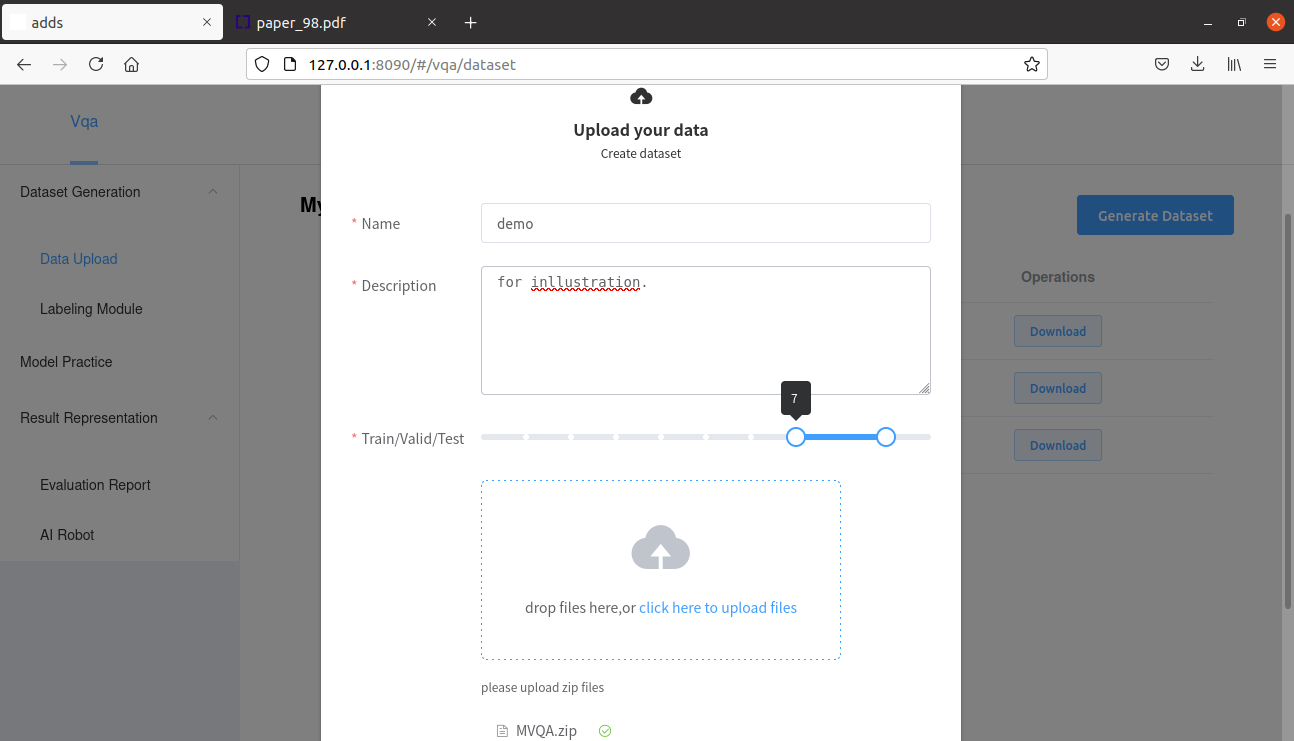 adds
paper_98.pdf
127.0.0.1:8090/#/vqa/dataset
Vqa
Dataset Generation
Data Upload
Labeling Module
Model Practice
Result Representation
Evaluation Report
AI Robot
My
Generate Dataset
Operations
Download
Download
Download
Upload your data
Create dataset
* Name
demo
* Description
for inllustration.
7
* Train/Valid/Test
drop files here,or click here to upload files
please upload zip files
MVQA.zip